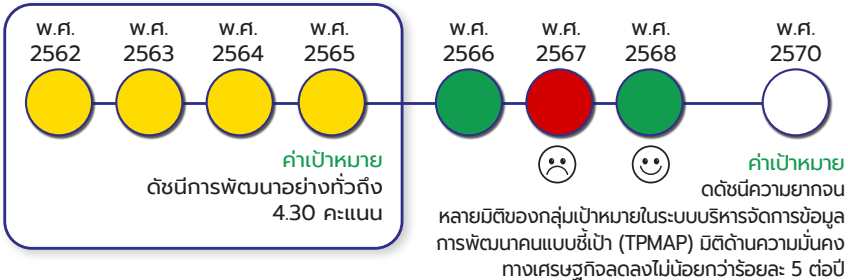 พ.ศ. 2562
พ.ศ. 2563
พ.ศ. 2564
พ.ศ. 2565
พ.ศ. 2566
พ.ศ. 2567
พ.ศ. 2568
พ.ศ. 2570
ค่าเป้าหมาย
ดัชนีการพัฒนาอย่างทั่วถึง
4.30 คะแนน
ค่าเป้าหมาย
ดดัชนีความยากจน
หลายมิติของกลุ่มเป้าหมายในระบบบริหารจัดการข้อมูล
การพัฒนาคนแบบชี้เป้า (TPMAP) มิติด้านความมั่นคง
ทางเศรษฐกิจลดลงไม่น้อยกว่าร้อยละ 5 ต่อปี